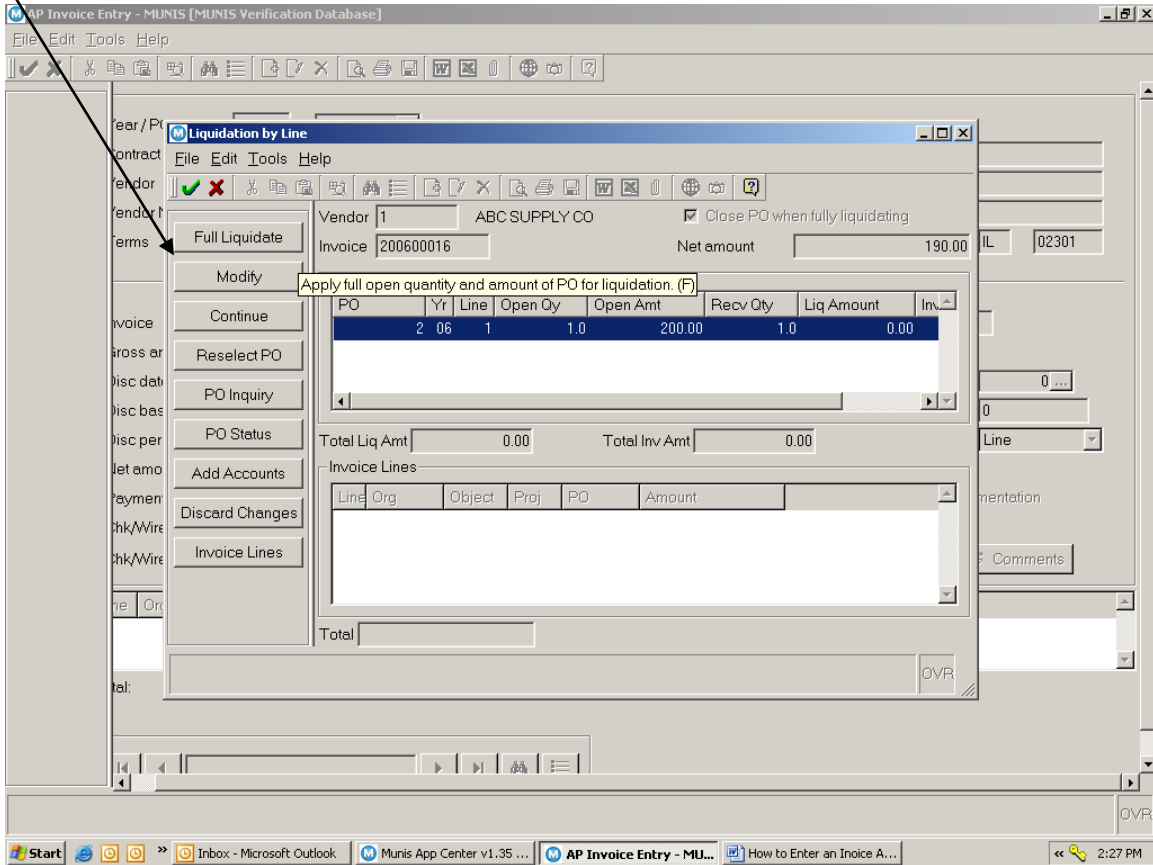 AP Invoice Entry - MUNIS [MUNIS Verification Database]
File Edit Tools Help
Year / PO
Contract
Vendor
Terms
Invoice
IL 02301
0 ...
0
Line
Comments
Liquidation by Line
File Edit Tools Help
Full Liquidate
Modify
Continue
Reselect PO
PO Inquiry
PO Status
Add Accounts
Discard Changes
Invoice Lines
Vendor 1 ABC SUPPLY CO Close PO when fully liquidating
Invoice 200600016 Net amount 190.00
Apply full open quantity and amount of PO for liquidation. (F)
PO Yr Line Open Qy Open Amt Recv Qty Liq Amount Inv
2 06 1 1.0 200.00 1.0 0.00
Total Liq Amt 0.00 Total Inv Amt 0.00
Invoice Lines
Line Org Object Proj PO Amount
Total
OVR
OVR
Start » Inbox - Microsoft Outlook Munis App Center v1.35 ... AP Invoice Entry - MU... How to Enter an Inoice A... « 2:27 PM